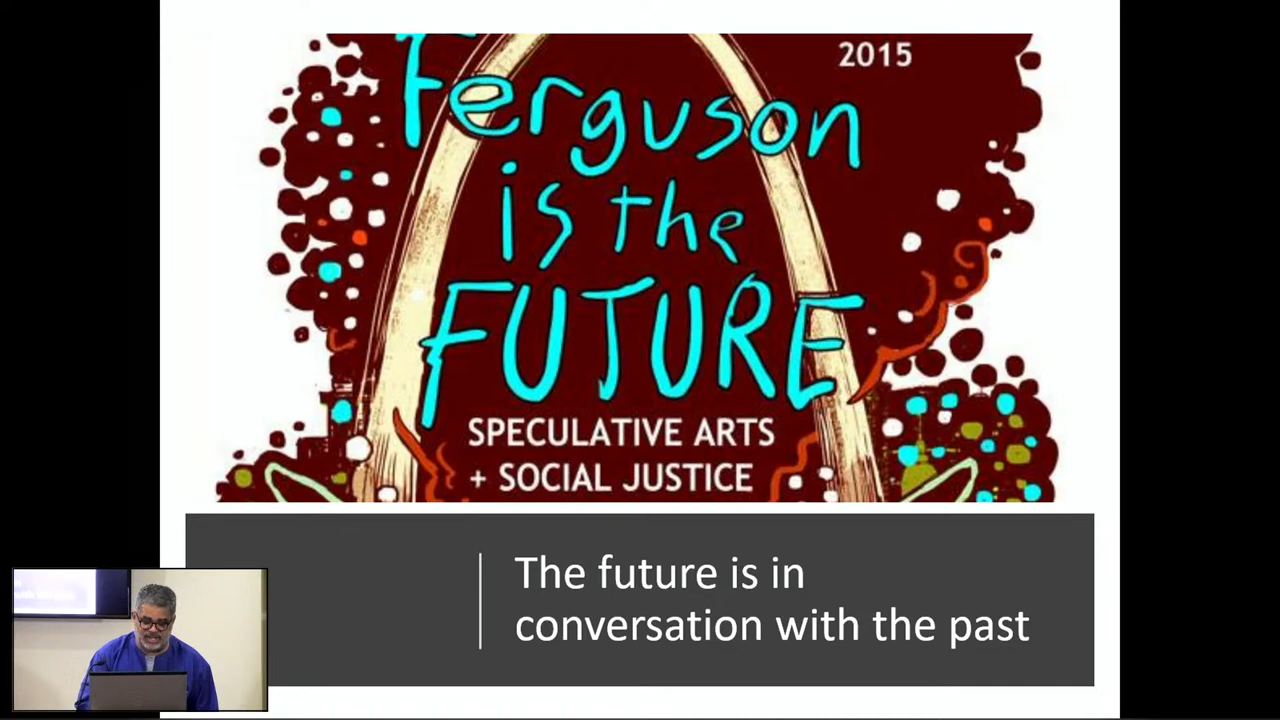 2015
Ferguson
is the
FUTURE
SPECULATIVE ARTS
+ SOCIAL JUSTICE
The future is in
conversation with the past